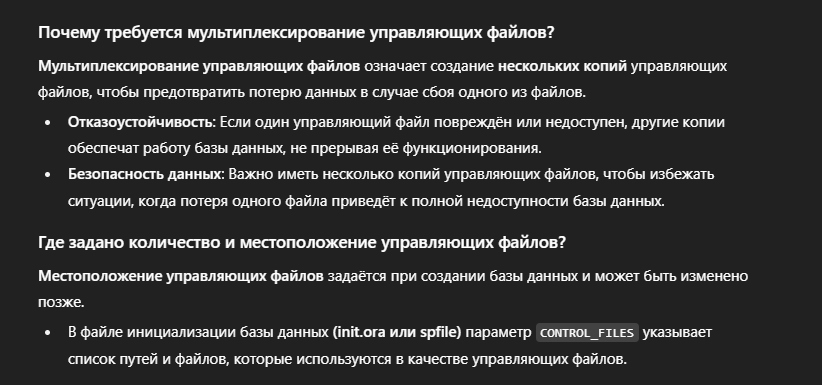 Почему требуется мультиплексирование управляющих файлов?
Мультиплексирование управляющих файлов означает создание нескольких копий управляющих
файлов, чтобы предотвратить потерю данных в случае сбоя одного из файлов.
• Отказоустойчивость: Если один управляющий файл повреждён или недоступен, другие копии
обеспечат работу базы данных, не прерывая её функционирования.
• Безопасность данных: Важно иметь несколько копий управляющих файлов, чтобы избежать
ситуации, когда потеря одного файла приведёт к полной недоступности базы данных.
Где задано количество и местоположение управляющих файлов?
Местоположение управляющих файлов задаётся при создании базы данных и может быть изменено
позже.
• В файле инициализации базы данных (init.ora или spfile) параметр CONTROL_FILES указывает
список путей и файлов, которые используются в качестве управляющих файлов.